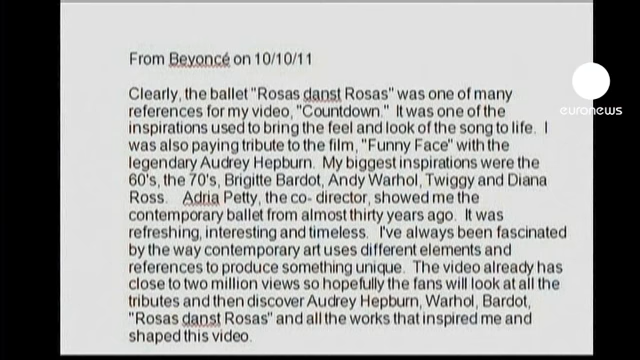 From Beyoncé on 10/10/11
Clearly, the ballet "Rosas danst Rosas" was one of many
references for my video, "Countdown."  It was one of the
inspirations used to bring the feel and look of the song to life.  I
was also paying tribute to the film, "Funny Face" with the
legendary Audrey Hepburn.  My biggest inspirations were the
60's, the 70's, Brigitte Bardot, Andy Warhol, Twiggy and Diana
Ross.   Adria Petty, the co- director, showed me the
contemporary ballet from almost thirty years ago.  It was
refreshing, interesting and timeless.   I've always been fascinated
by the way contemporary art uses different elements and
references to produce something unique.  The video already has
close to two million views so hopefully the fans will look at all the
tributes and then discover Audrey Hepburn, Warhol, Bardot,
"Rosas danst Rosas" and all the works that inspired me and
shaped this video.
euronews